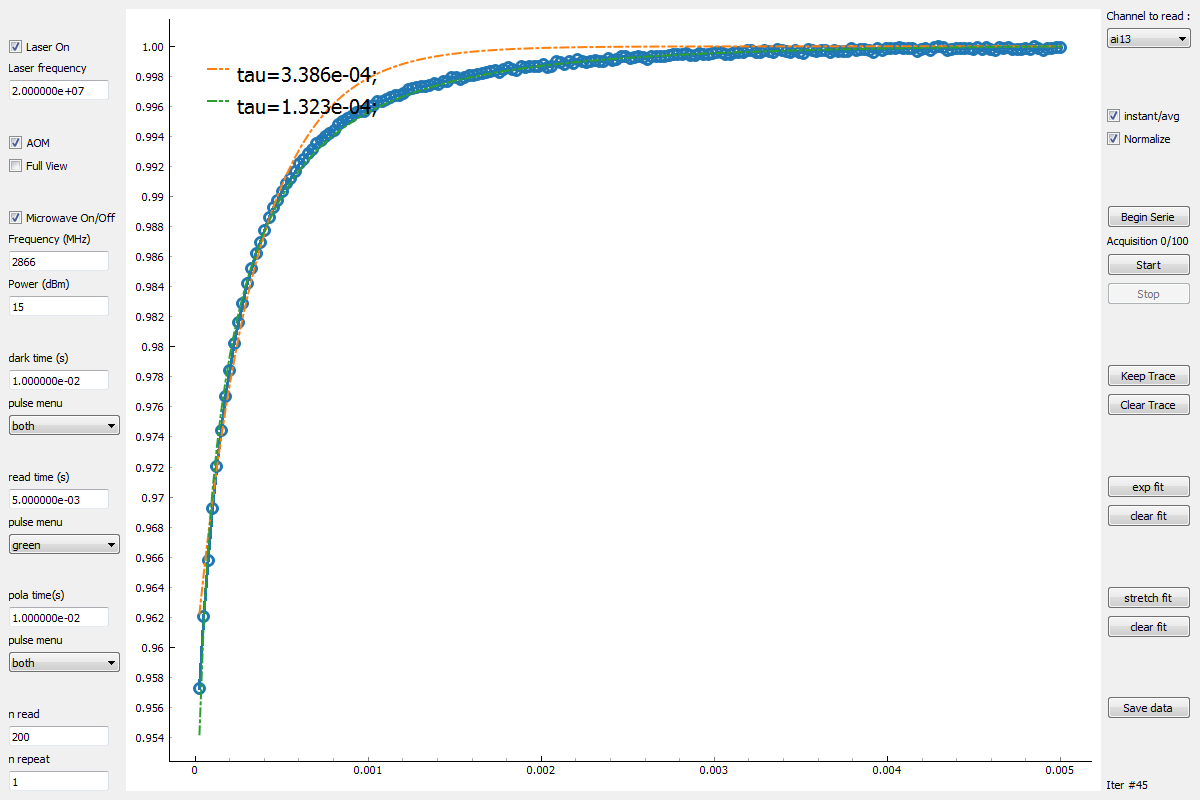 Laser On
Laser frequency
2.000000e+07
AOM
Full View
Microwave On/Off
Frequency (MHz)
2866
Power (dBm)
15
dark time (s)
1.000000e-02
pulse menu
both
read time (s)
5.000000e-03
pulse menu
green
pola time(s)
1.000000e-02
pulse menu
both
n read
200
n repeat
1
1.00
0.998
0.996
0.994
0.992
0.99
0.988
0.986
0.984
0.982
0.98
0.978
0.976
0.974
0.972
0.97
0.968
0.966
0.964
0.962
0.96
0.958
0.956
0.954
tau=3.386e-04;
tau=1.323e-04;
0
0.001
0.002
0.003
0.004
0.005
Channel to read :
ai13
instant/avg
Normalize
Begin Serie
Acquisition 0/100
Start
Stop
Keep Trace
Clear Trace
exp fit
clear fit
stretch fit
clear fit
Save data
Iter #45